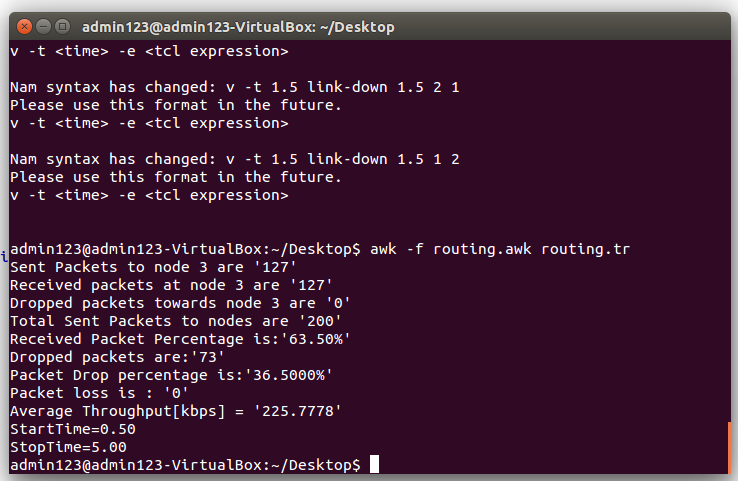 admin123@admin123-VirtualBox: ~/Desktop
v -t <time> -e <tcl expression>
Nam syntax has changed: v -t 1.5 link-down 1.5 2 1
Please use this format in the future.
v -t <time> -e <tcl expression>
Nam syntax has changed: v -t 1.5 link-down 1.5 1 2
Please use this format in the future.
v -t <time> -e <tcl expression>
admin123@admin123-VirtualBox:~/Desktop$ awk -f routing.awk routing.tr
Sent Packets to node 3 are '127'
Received packets at node 3 are '127'
Dropped packets towards node 3 are '0'
Total Sent Packets to nodes are '200'
Received Packet Percentage is:'63.50%'
Dropped packets are:'73'
Packet Drop percentage is:'36.5000%'
Packet loss is : '0'
Average Throughput[kbps] = '225.7778'
StartTime=0.50
StopTime=5.00
admin123@admin123-VirtualBox:~/Desktop$